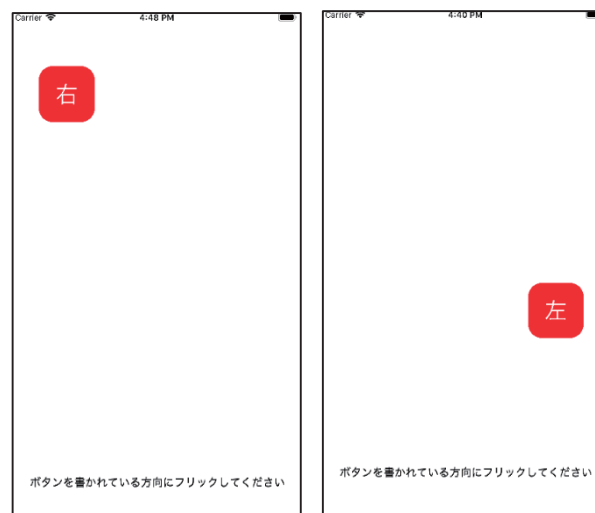 Carrier 4:48 PM
右
ボタンを書かれている方向にフリックしてください
Carrier 4:40 PM
左
ボタンを書かれている方向にフリックしてください